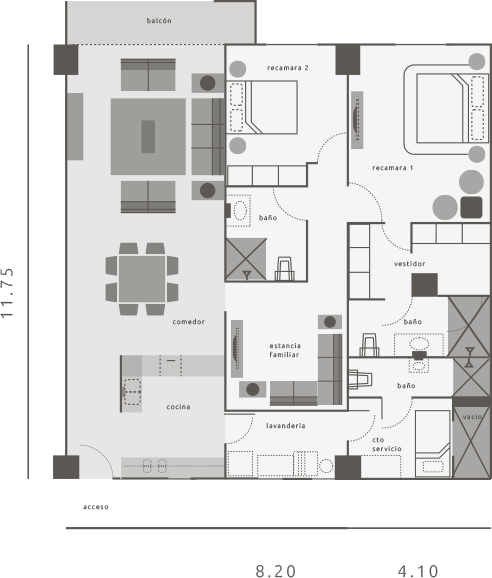 balcón
recamara 2
recamara 1
baño
vestidor
comedor
baño
estancia
familiar
baño
cocina
vacio
lavanderia
cto
servicio
acceso
11.75
8.20
4.10